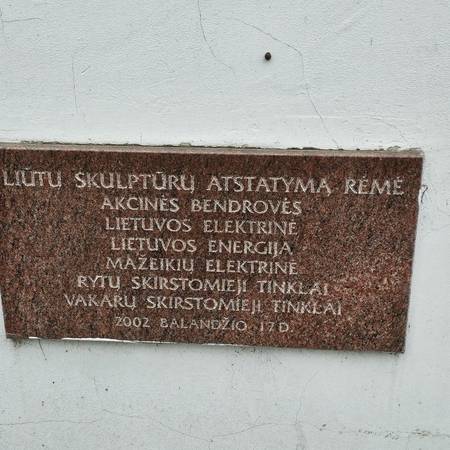 LIŪTŲ SKULPTŪRŲ ATSTATYMĄ RĖMĖ
AKCINĖS BENDROVĖS
LIETUVOS ELEKTRINĖ
LIETUVOS ENERGIJA
MAŽEIKIŲ ELEKTRINĖ
RYTŲ SKIRSTOMIEJI TINKLAI
VAKARŲ SKIRSTOMIEJI TINKLAI
2002 BALANDŽIO 17 D.